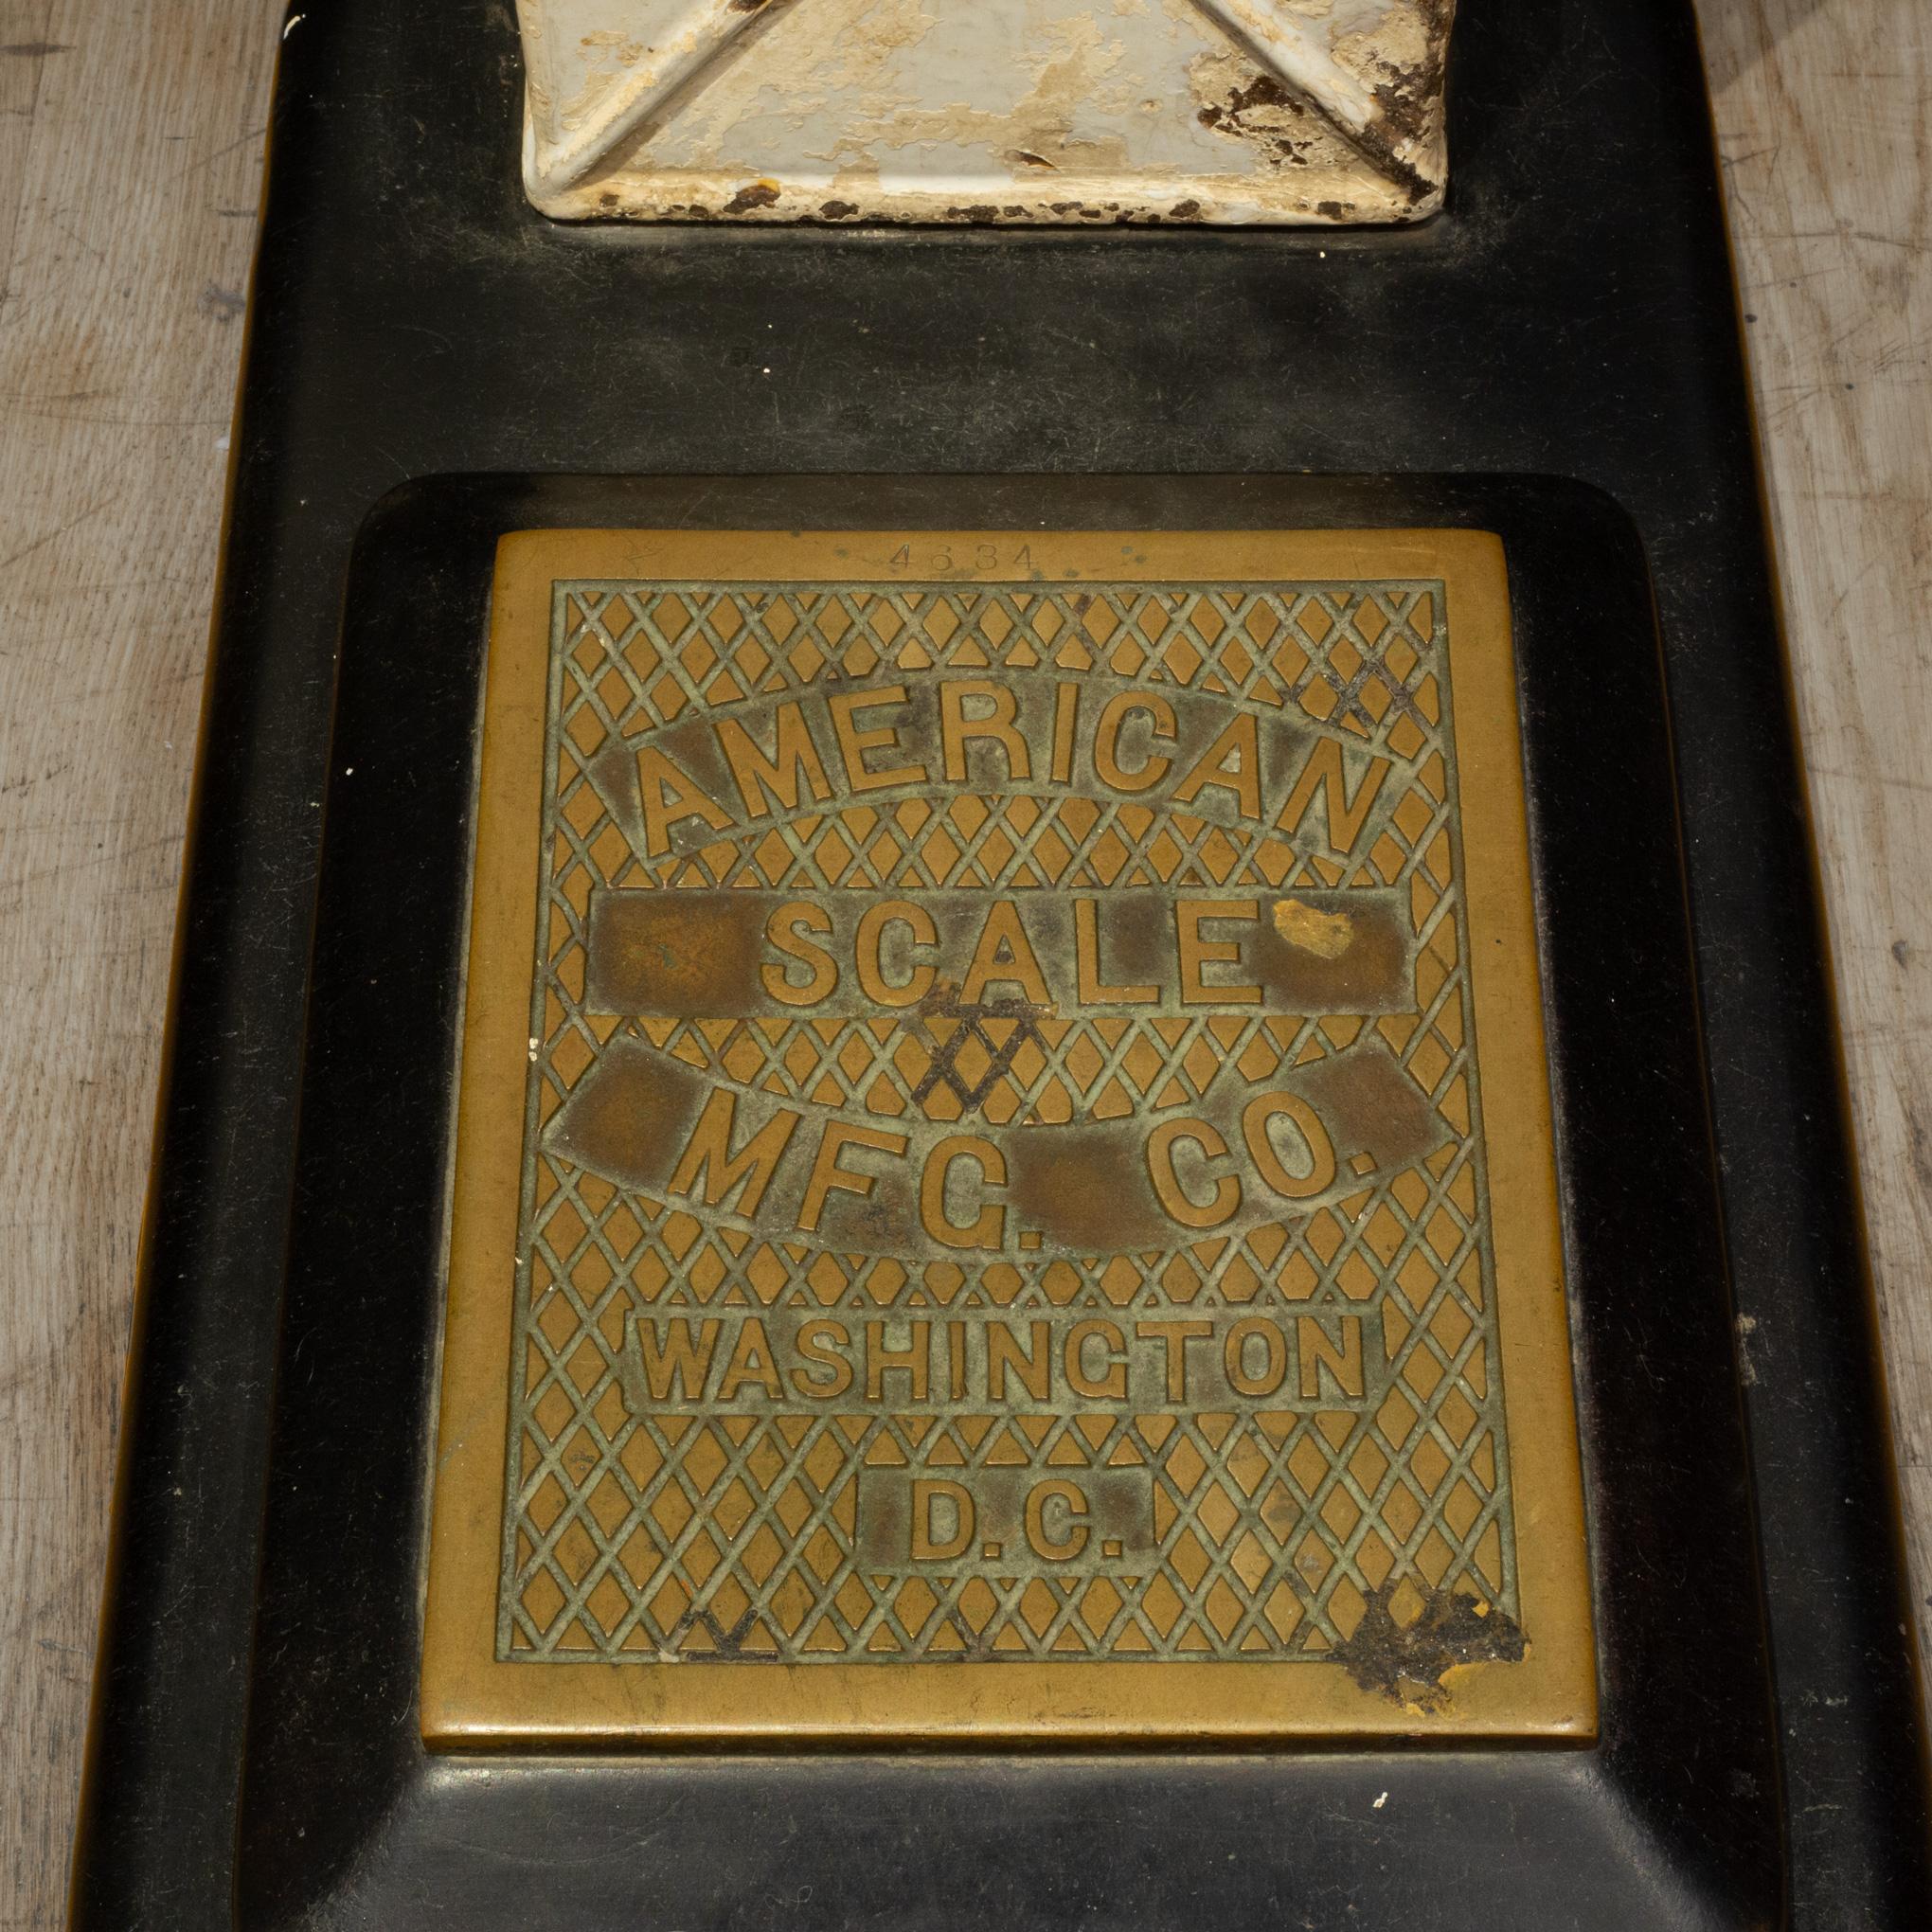 4634
AMERICAN
SCALE
MFG. CO.
WASHINGTON
D.C.